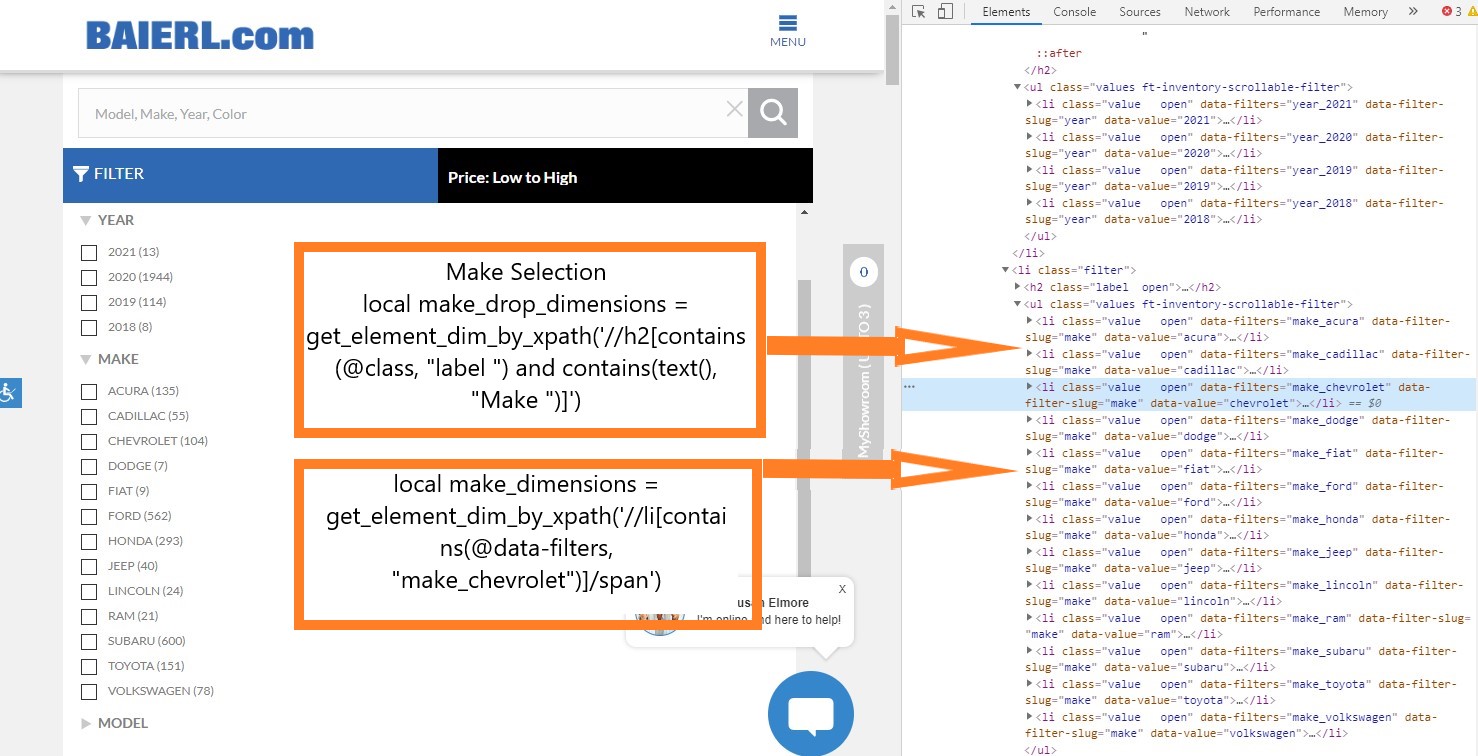 BAIERL.com
MENU
Model, Make, Year, Color
FILTER
Price: Low to High
YEAR
2021 (13)
2020 (1944)
2019 (114)
2018 (8)
MAKE
ACURA (135)
CADILLAC (55)
CHEVROLET (104)
DODGE (7)
FIAT (9)
FORD (562)
HONDA (293)
JEEP (40)
LINCOLN (24)
RAM (21)
SUBARU (600)
TOYOTA (151)
VOLKSWAGEN (78)
MODEL
Make Selection
local make_drop_dimensions =
get_element_dim_by_xpath('//h2[contains
(@class, "label ") and contains(text(),
"Make ")]')
local make_dimensions =
get_element_dim_by_xpath('//li[contai
ns(@data-filters,
"make_chevrolet")]/span')
0
MyShowroom (U TO 3)
X
usan Elmore
I'm online and here to help!
Elements Console Sources Network Performance Memory » 3
"
::after
</h2>
▼<ul class="values ft-inventory-scrollable-filter">
▶<li class="value   open" data-filters="year_2021" data-filter-
slug="year" data-value="2021">…</li>
▶<li class="value   open" data-filters="year_2020" data-filter-
slug="year" data-value="2020">…</li>
▶<li class="value   open" data-filters="year_2019" data-filter-
slug="year" data-value="2019">…</li>
▶<li class="value   open" data-filters="year_2018" data-filter-
slug="year" data-value="2018">…</li>
</ul>
</li>
▼<li class="filter">
▶<h2 class="label  open">…</h2>
▼<ul class="values ft-inventory-scrollable-filter">
▶<li class="value   open" data-filters="make_acura" data-filter-
slug="make" data-value="acura">…</li>
▶<li class="value   open" data-filters="make_cadillac" data-filter-
slug="make" data-value="cadillac">…</li>
… ▶<li class="value   open" data-filters="make_chevrolet" data-
filter-slug="make" data-value="chevrolet">…</li> == $0
▶<li class="value   open" data-filters="make_dodge" data-filter-
slug="make" data-value="dodge">…</li>
▶<li class="value   open" data-filters="make_fiat" data-filter-
slug="make" data-value="fiat">…</li>
▶<li class="value   open" data-filters="make_ford" data-filter-
slug="make" data-value="ford">…</li>
▶<li class="value   open" data-filters="make_honda" data-filter-
slug="make" data-value="honda">…</li>
▶<li class="value   open" data-filters="make_jeep" data-filter-
slug="make" data-value="jeep">…</li>
▶<li class="value   open" data-filters="make_lincoln" data-filter-
slug="make" data-value="lincoln">…</li>
▶<li class="value   open" data-filters="make_ram" data-filter-slug=
"make" data-value="ram">…</li>
▶<li class="value   open" data-filters="make_subaru" data-filter-
slug="make" data-value="subaru">…</li>
▶<li class="value   open" data-filters="make_toyota" data-filter-
slug="make" data-value="toyota">…</li>
▶<li class="value   open" data-filters="make_volkswagen" data-
filter-slug="make" data-value="volkswagen">…</li>
</ul>